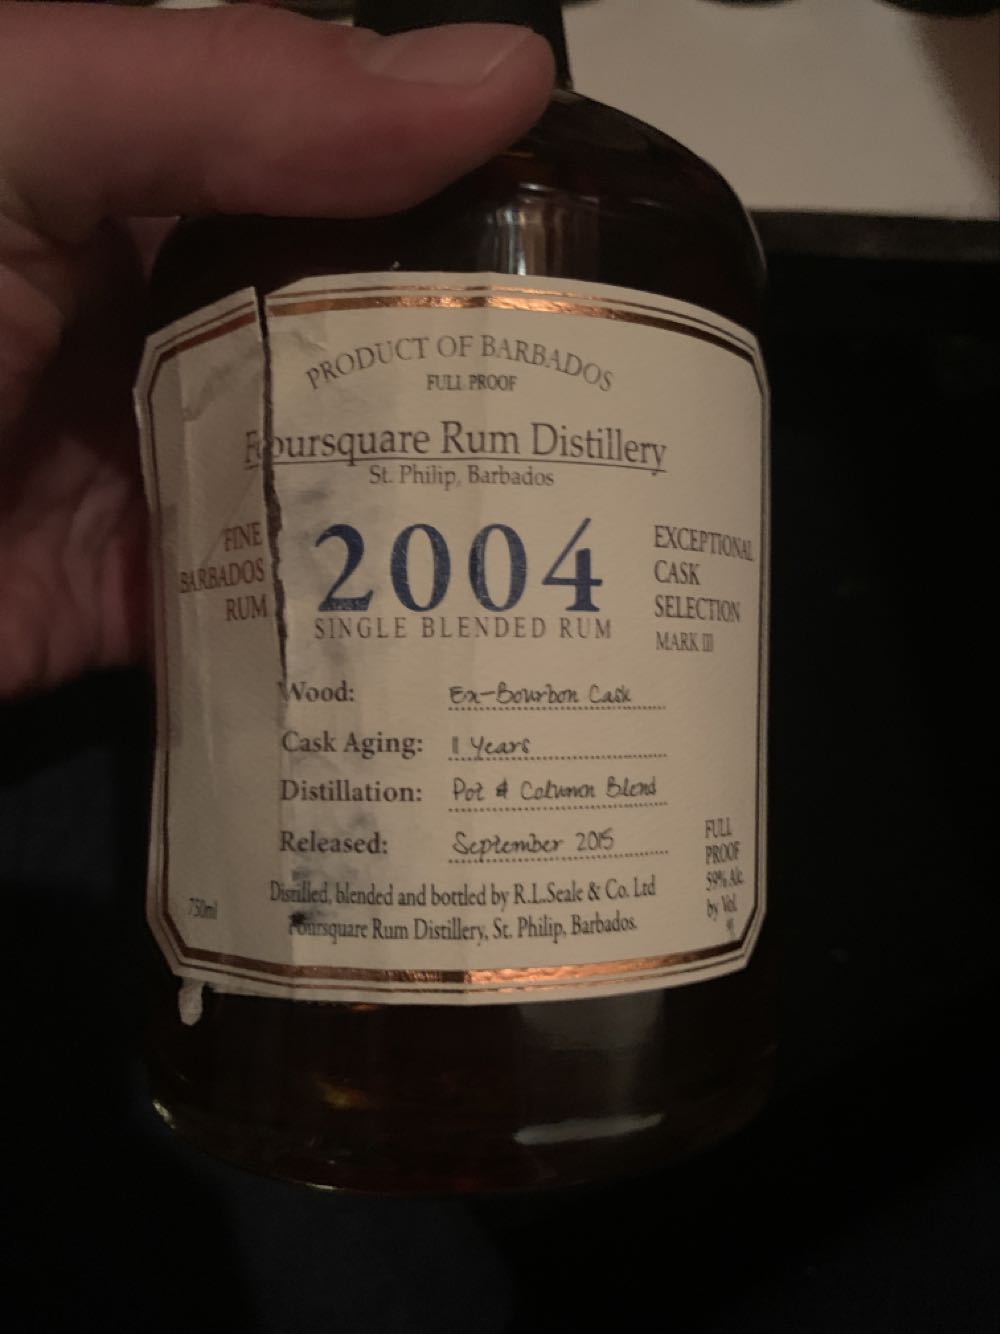 PRODUCT OF BARBADOS
FULL PROOF
Foursquare Rum Distillery
St. Philip, Barbados
FINE
BARBADOS
RUM
2004
SINGLE BLENDED RUM
EXCEPTIONAL
CASK
SELECTION
MARK III
Wood: Ex-Bourbon Cask
Cask Aging: 11 Years
Distillation: Pot & Column Blend
Released: September 2015
Distilled, blended and bottled by R.L.Seale & Co. Ltd
Foursquare Rum Distillery, St. Philip, Barbados.
750ml
FULL
PROOF
59% Alc.
by Vol.